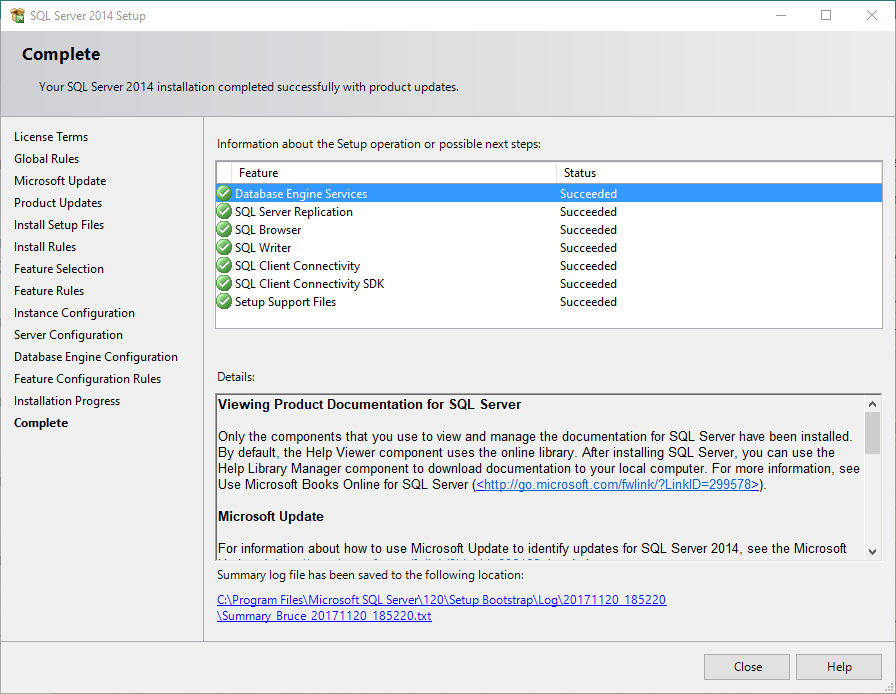 SQL Server 2014 Setup
Complete
Your SQL Server 2014 installation completed successfully with product updates.
License Terms
Global Rules
Microsoft Update
Product Updates
Install Setup Files
Install Rules
Feature Selection
Feature Rules
Instance Configuration
Server Configuration
Database Engine Configuration
Feature Configuration Rules
Installation Progress
Complete
Information about the Setup operation or possible next steps:
Feature Status
Database Engine Services Succeeded
SQL Server Replication Succeeded
SQL Browser Succeeded
SQL Writer Succeeded
SQL Client Connectivity Succeeded
SQL Client Connectivity SDK Succeeded
Setup Support Files Succeeded
Details:
Viewing Product Documentation for SQL Server
Only the components that you use to view and manage the documentation for SQL Server have been installed.
By default, the Help Viewer component uses the online library. After installing SQL Server, you can use the
Help Library Manager component to download documentation to your local computer. For more information, see
Use Microsoft Books Online for SQL Server (<http://go.microsoft.com/fwlink/?LinkID=299578>).
Microsoft Update
For information about how to use Microsoft Update to identify updates for SQL Server 2014, see the Microsoft
Summary log file has been saved to the following location:
C:\Program Files\Microsoft SQL Server\120\Setup Bootstrap\Log\20171120_185220
\Summary_Bruce_20171120_185220.txt
Close Help